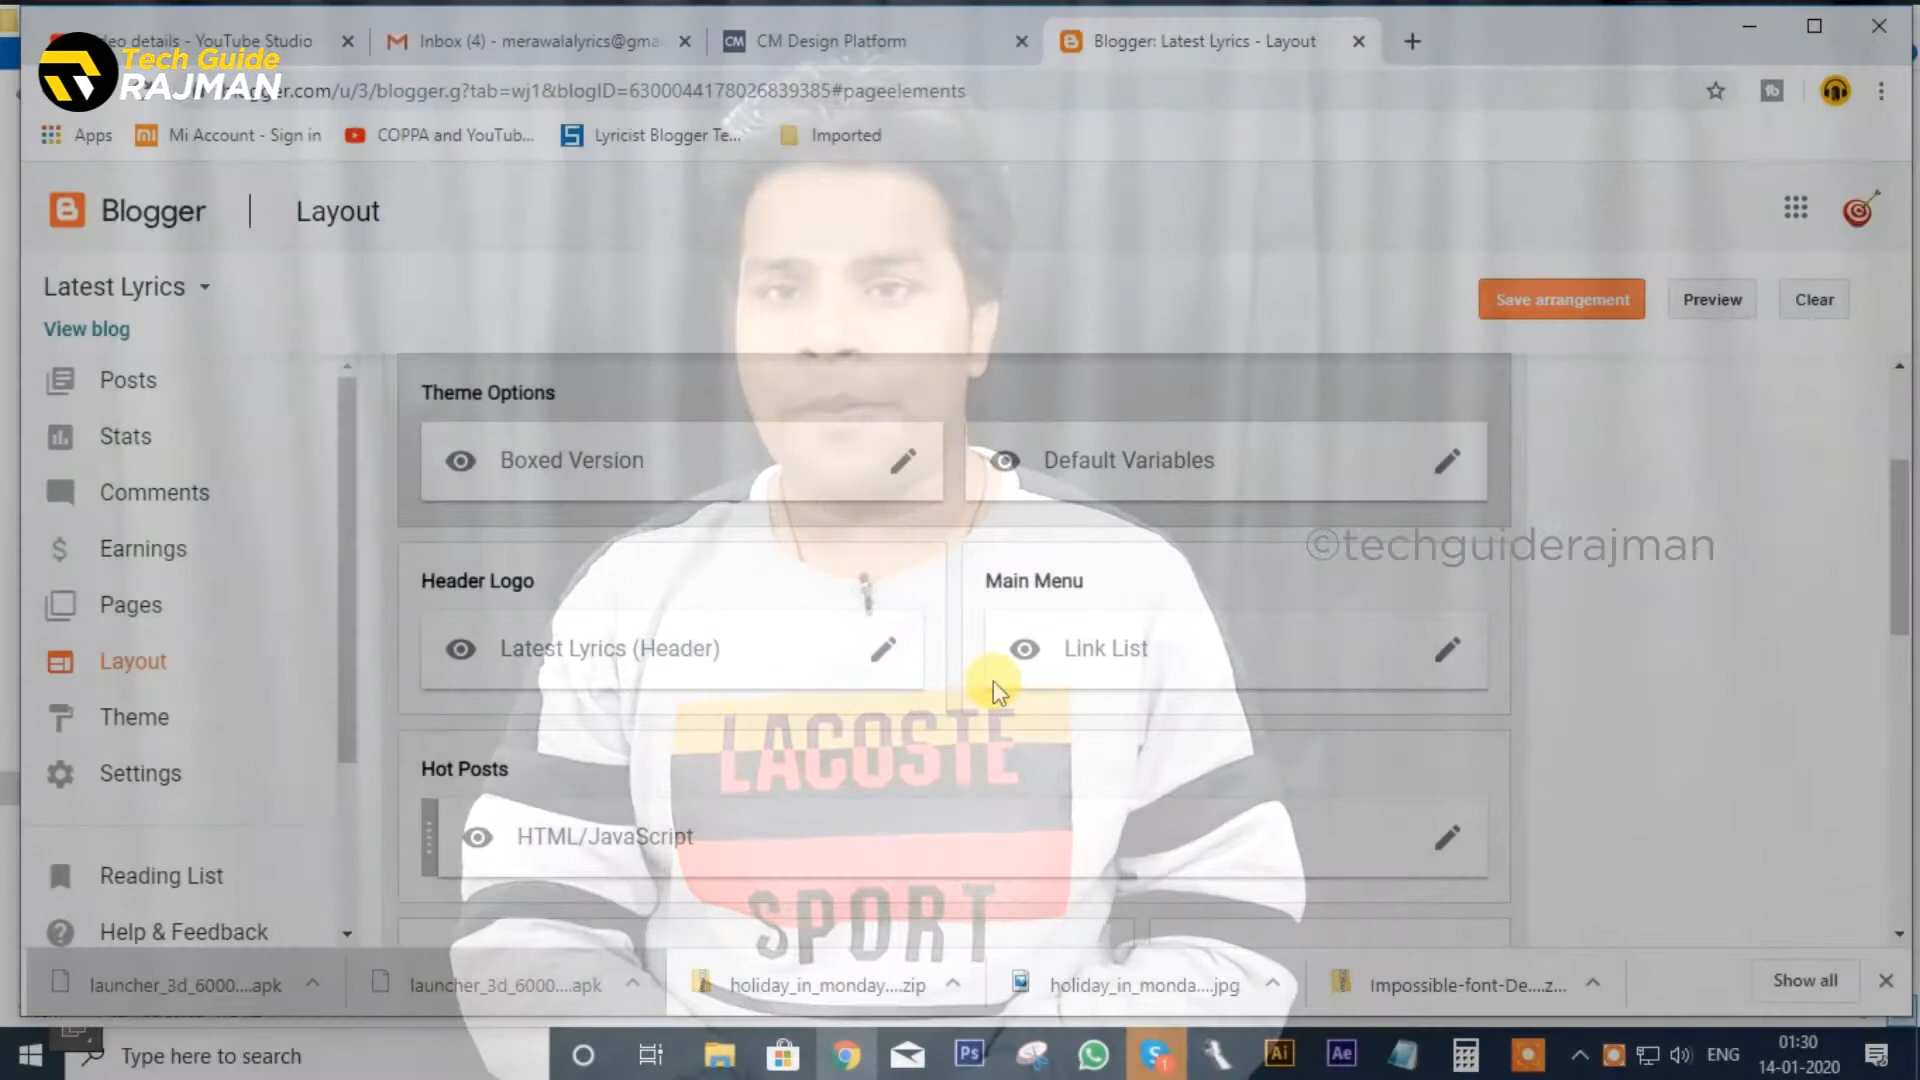 deo details - YouTube Studio
Inbox (4) - merawalalyrics@gma
CM Design Platform
Blogger: Latest Lyrics - Layout
Tech Guide
RAJMAN
ogger.com/u/3/blogger.g?tab=wj1&blogID=6300044178026839385#pageelements
Apps
Mi Account - Sign in
COPPA and YouTub...
Lyricist Blogger Te...
Imported
Blogger
Layout
Latest Lyrics
View blog
Save arrangement
Preview
Clear
Posts
Stats
Comments
Earnings
Pages
Layout
Theme
Settings
Reading List
Help & Feedback
Theme Options
Boxed Version
Default Variables
©techguiderajman
Header Logo
Latest Lyrics (Header)
Main Menu
Link List
Hot Posts
HTML/JavaScript
LACOSTE
SPORT
launcher_3d_6000....apk
launcher_3d_6000....apk
holiday_in_monday....zip
holiday_in_monda....jpg
Impossible-font-De....z...
Show all
Type here to search
Ps
Ai
Ae
ENG
01:30
14-01-2020